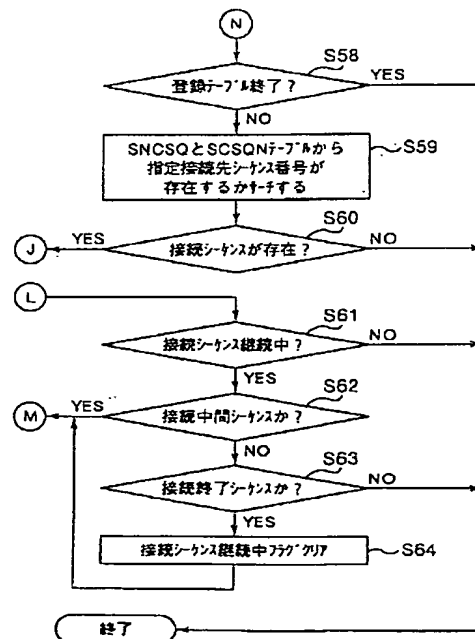 N
S58
登録テーブル終了?
YES
NO
SNCSQとSCSQNテーブルから
指定接続先シーケンス番号が
存在するかサーチする
S59
S60
YES
接続シーケンスが存在?
NO
J
L
S61
接続シーケンス継続中?
NO
YES
S62
M
YES
接続中間シーケンスか?
NO
S63
接続終了シーケンスか?
NO
YES
接続シーケンス継続中フラグクリア
S64
終了